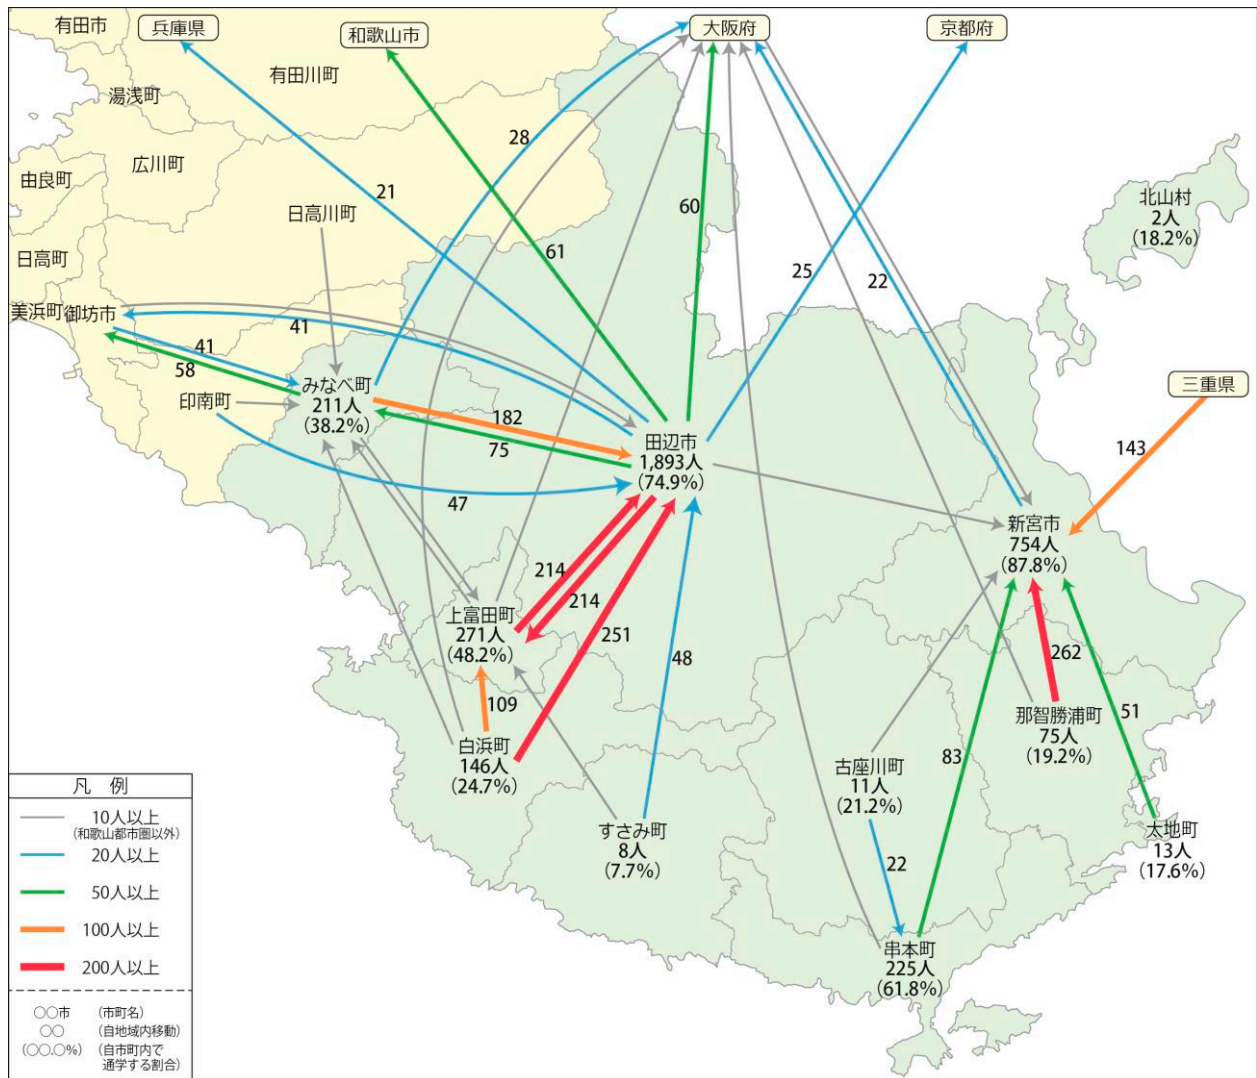 有田市
兵庫県
和歌山市
大阪府
京都府
有田川町
湯浅町
広川町
由良町
日高川町
日高町
美浜町
御坊市
印南町
28
21
61
60
25
22
41
41
58
182
75
47
143
北山村
2人
(18.2%)
三重県
みなべ町
211人
(38.2%)
田辺市
1,893人
(74.9%)
新宮市
754人
(87.8%)
214
214
251
48
109
262
51
83
22
上富田町
271人
(48.2%)
白浜町
146人
(24.7%)
那智勝浦町
75人
(19.2%)
古座川町
11人
(21.2%)
すさみ町
8人
(7.7%)
太地町
13人
(17.6%)
串本町
225人
(61.8%)
凡 例
10人以上
(和歌山都市圏以外)
20人以上
50人以上
100人以上
200人以上
○○市 (市町名)
○○ (自地域内移動)
(○○.○%) (自市町内で
通学する割合)